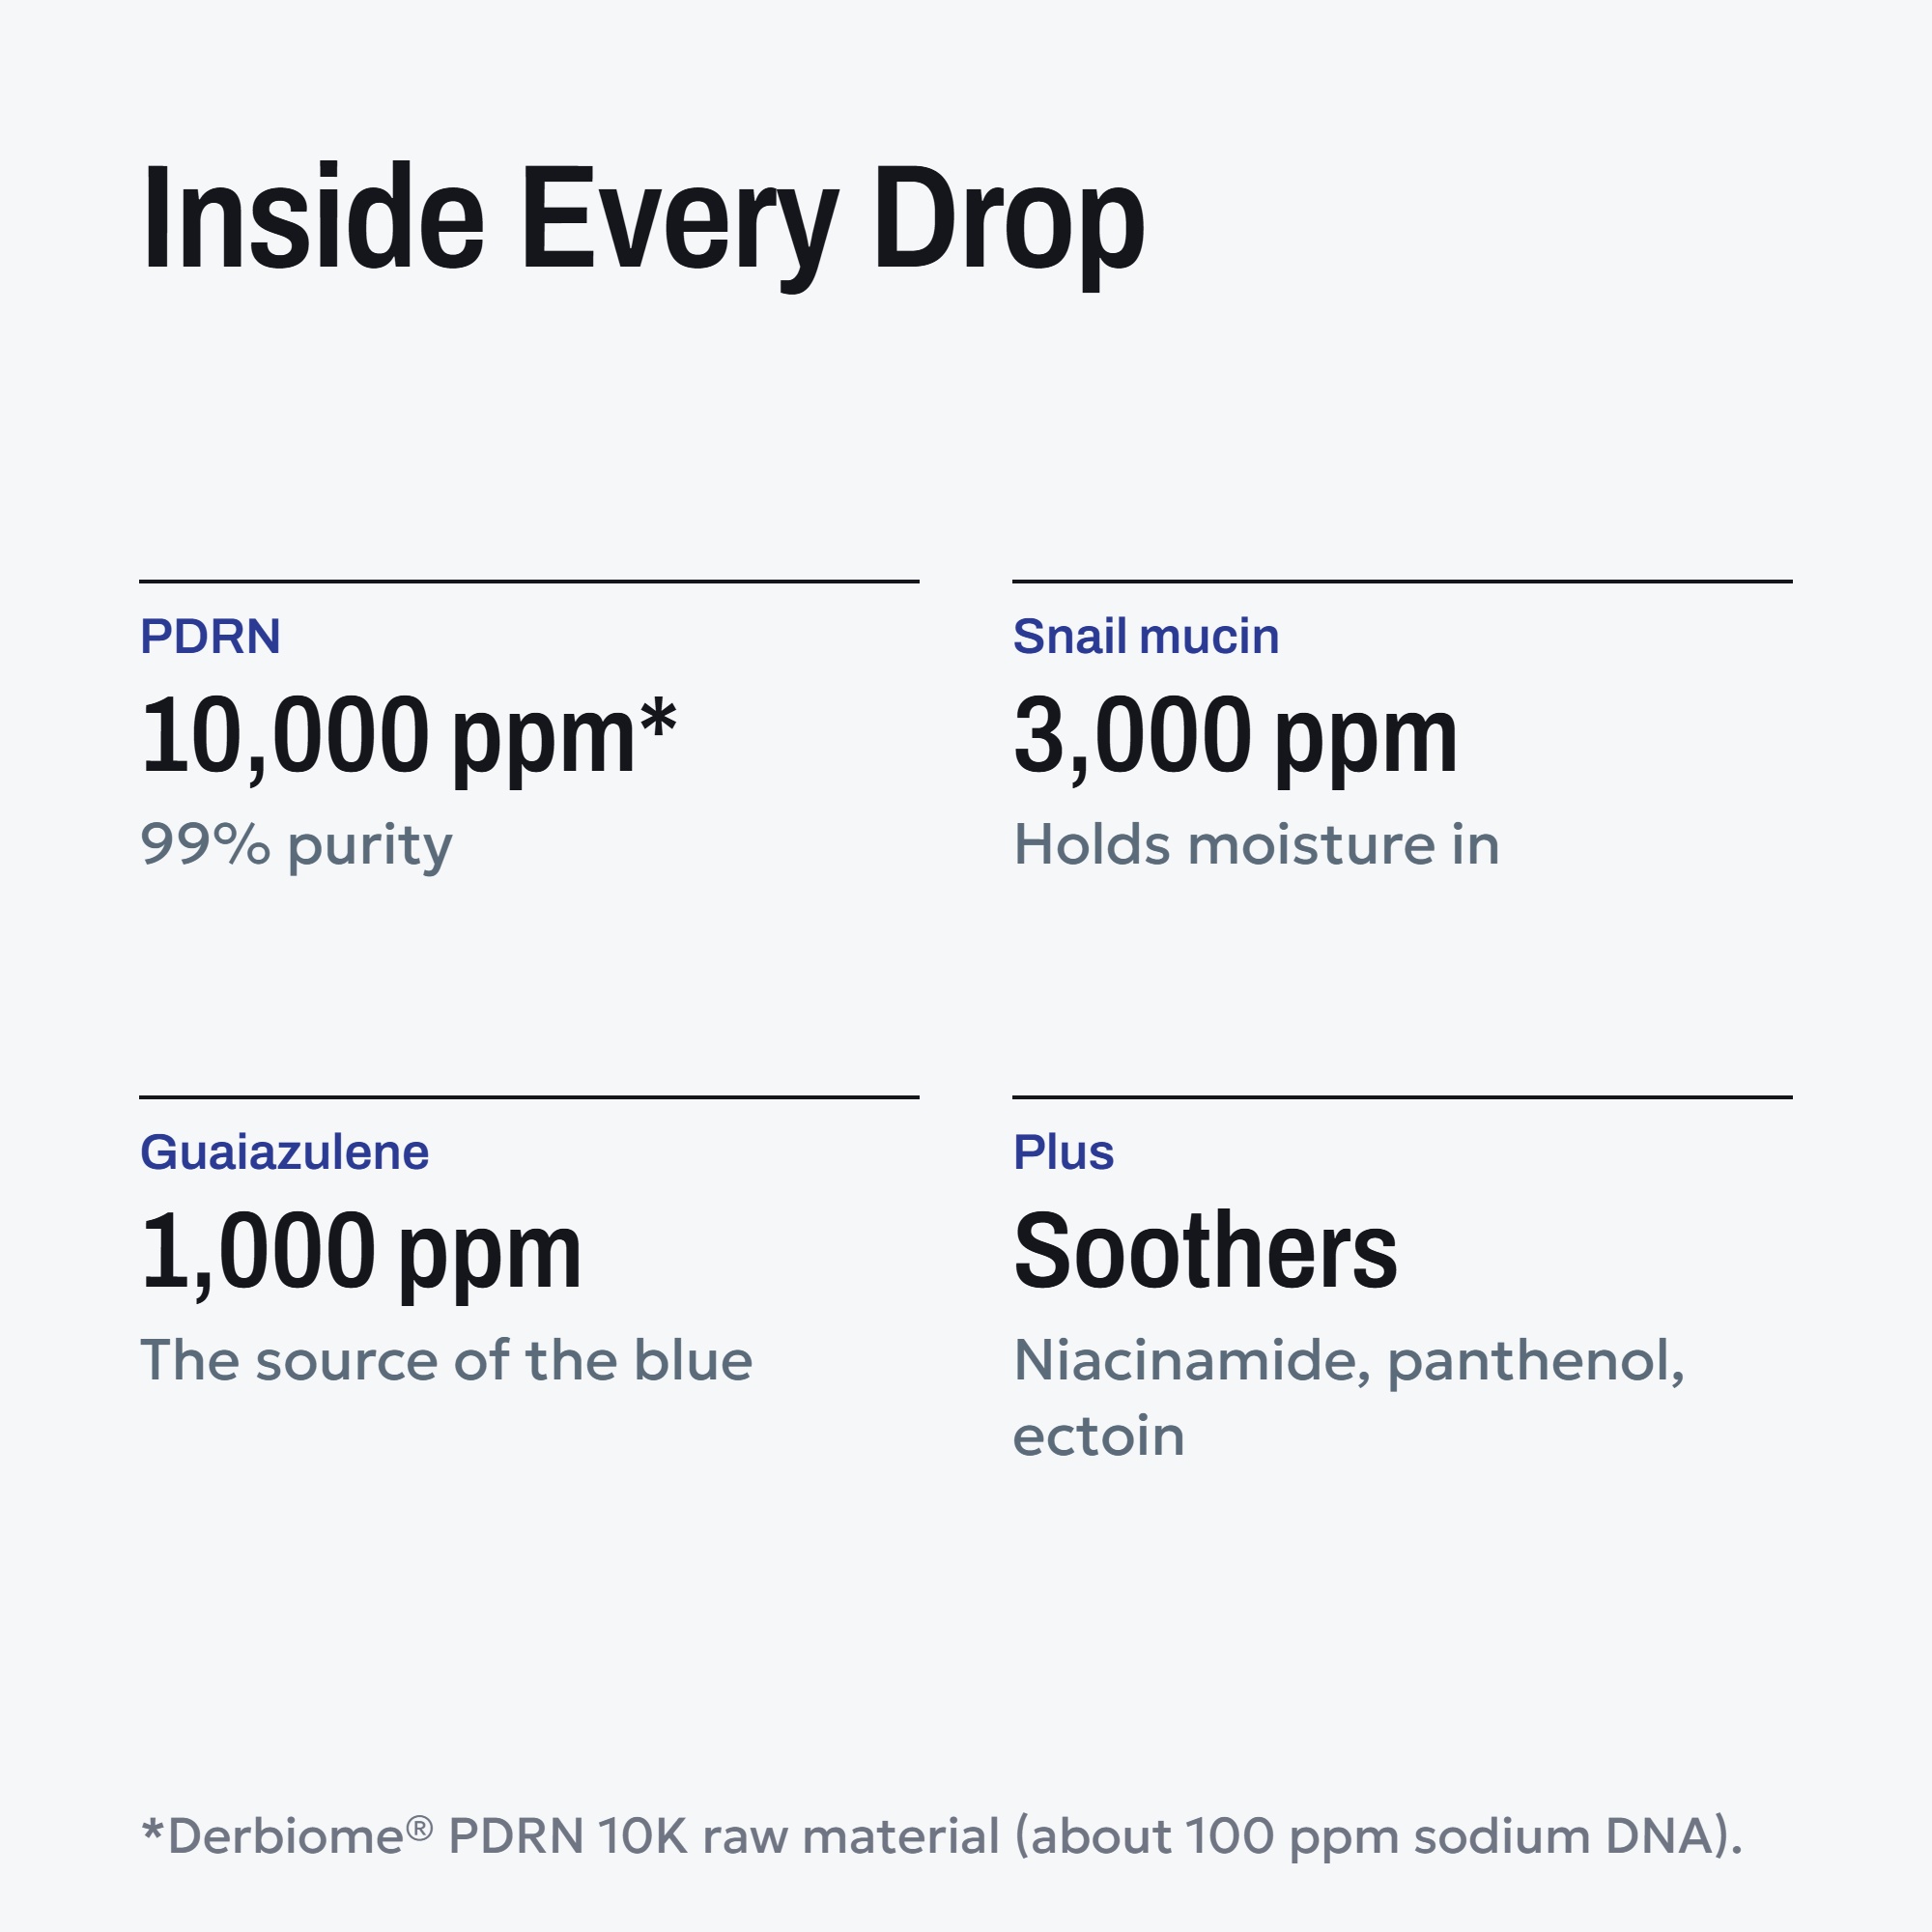 Inside Every Drop
PDRN
10,000 ppm*
99% purity
Snail mucin
3,000 ppm
Holds moisture in
Guaiazulene
1,000 ppm
The source of the blue
Plus
Soothers
Niacinamide, panthenol,
ectoin
*Derbiome® PDRN 10K raw material (about 100 ppm sodium DNA).